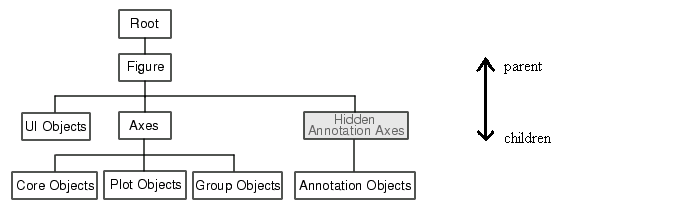 Root
Figure
parent
UI Objects
Axes
Hidden
Annotation Axes
children
Core Objects
Plot Objects
Group Objects
Annotation Objects